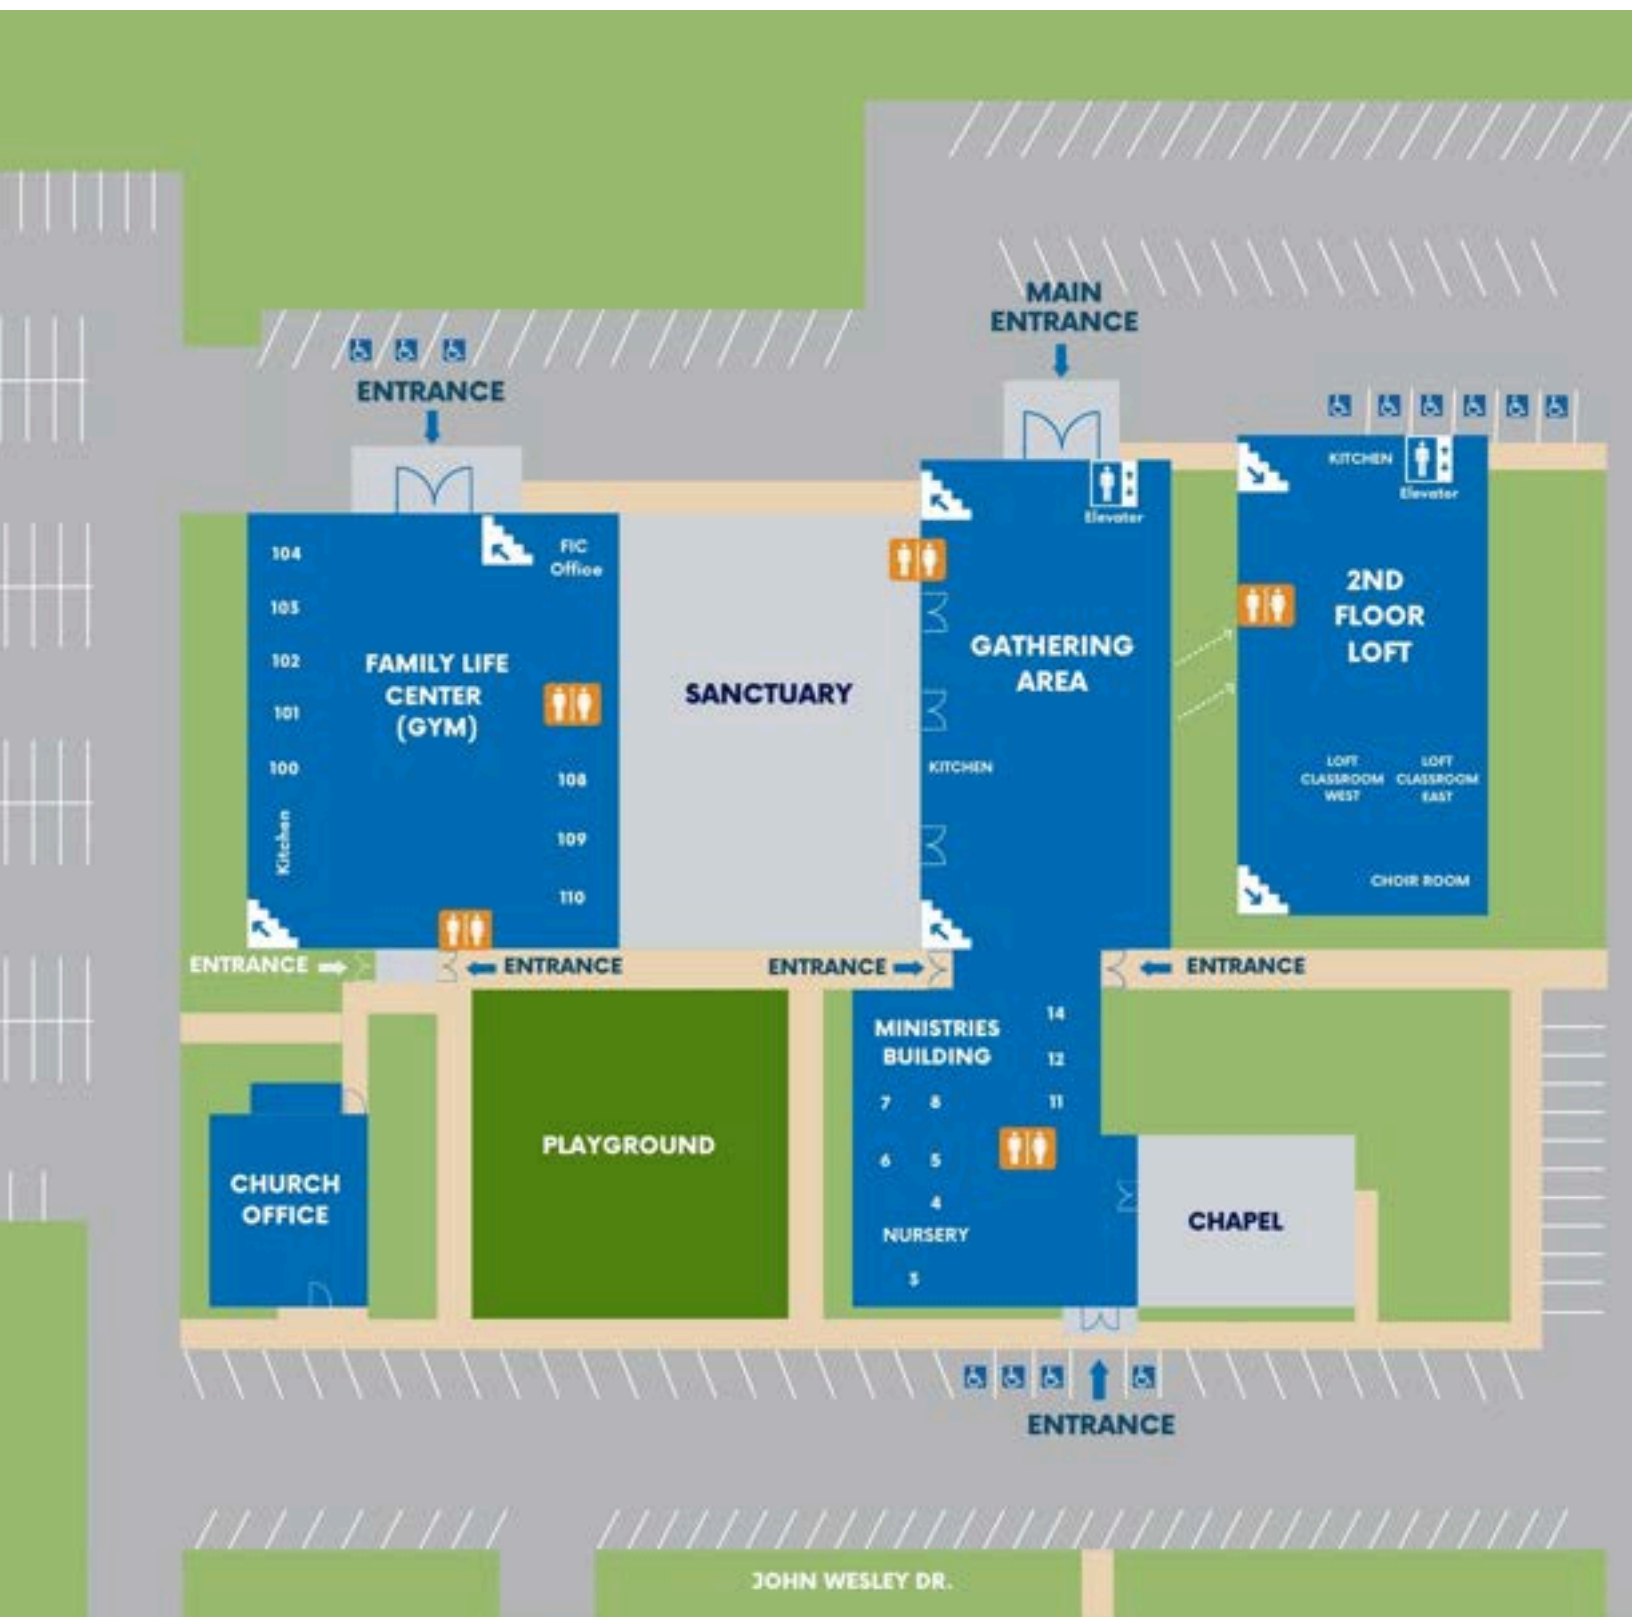 MAIN
ENTRANCE
ENTRANCE
KITCHEN
Elevator
Elevator
104
103
102
101
100
Kitchen
FIC
Office
FAMILY LIFE
CENTER
(GYM)
108
109
110
SANCTUARY
GATHERING
AREA
KITCHEN
2ND
FLOOR
LOFT
LOFT
CLASSROOM
WEST
LOFT
CLASSROOM
EAST
CHOIR ROOM
ENTRANCE
ENTRANCE
ENTRANCE
ENTRANCE
MINISTRIES
BUILDING
14
12
11
7
8
6
5
4
NURSERY
3
PLAYGROUND
CHURCH
OFFICE
CHAPEL
ENTRANCE
JOHN WESLEY DR.